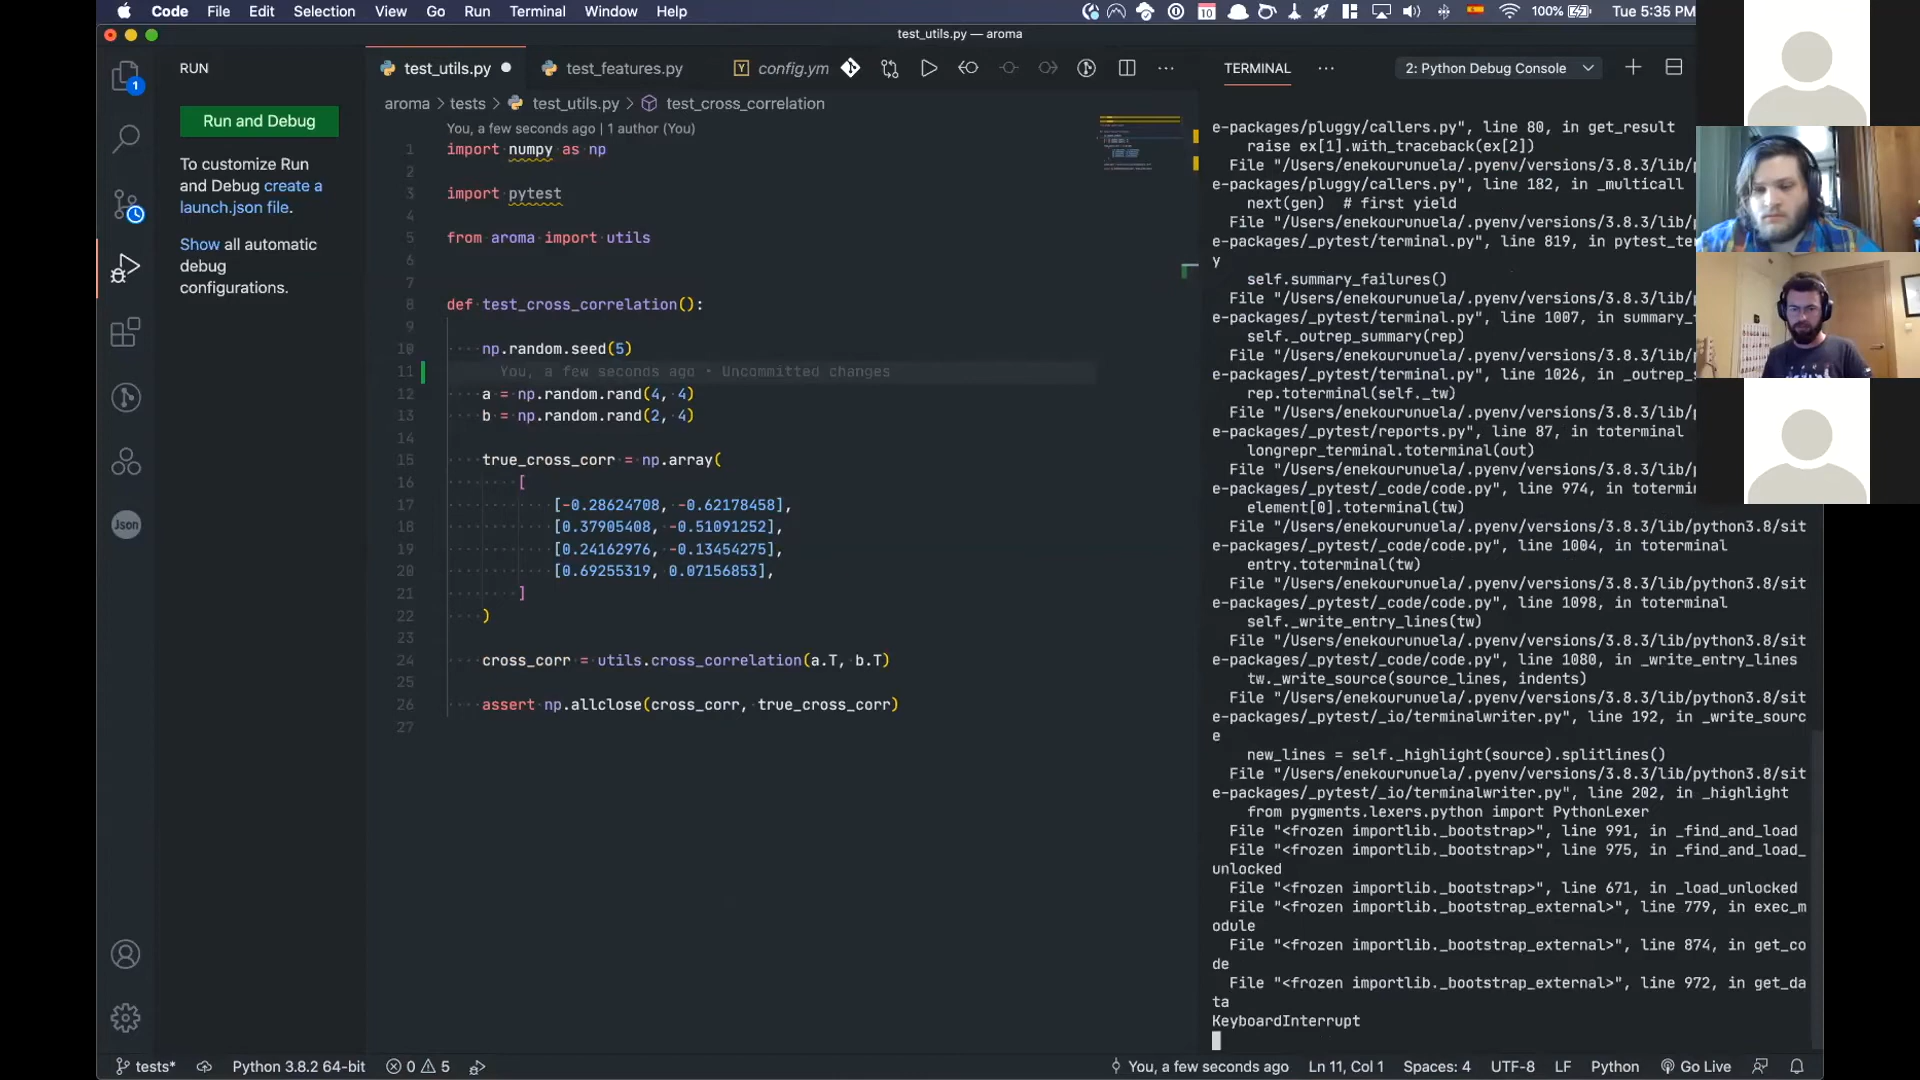 Code File Edit Selection View Go Run Terminal Window Help
10
100%
Tue 5:35 PM
test_utils.py — aroma
1
RUN
Run and Debug
To customize Run
and Debug create a
launch.json file.
Show all automatic
debug
configurations.
Json
test_utils.py
test_features.py
config.ym
aroma > tests > test_utils.py > test_cross_correlation
You, a few seconds ago | 1 author (You)
1 import numpy as np
2
3 import pytest
4
5 from aroma import utils
6
7
8 def test_cross_correlation():
9
10 np.random.seed(5)
11 You, a few seconds ago • Uncommitted changes
12 a = np.random.rand(4, 4)
13 b = np.random.rand(2, 4)
14
15 true_cross_corr = np.array(
16 [
17 [-0.28624708, -0.62178458],
18 [0.37905408, -0.51091252],
19 [0.24162976, -0.13454275],
20 [0.69255319, 0.07156853],
21 ]
22 )
23
24 cross_corr = utils.cross_correlation(a.T, b.T)
25
26 assert np.allclose(cross_corr, true_cross_corr)
27
TERMINAL
2: Python Debug Console
e-packages/pluggy/callers.py", line 80, in get_result
raise ex[1].with_traceback(ex[2])
File "/Users/enekourunuela/.pyenv/versions/3.8.3/lib/
e-packages/pluggy/callers.py", line 182, in _multicall
next(gen) # first yield
File "/Users/enekourunuela/.pyenv/versions/3.8.3/lib/
e-packages/_pytest/terminal.py", line 819, in pytest_te
y
self.summary_failures()
File "/Users/enekourunuela/.pyenv/versions/3.8.3/lib/
e-packages/_pytest/terminal.py", line 1007, in summary_
self._outrep_summary(rep)
File "/Users/enekourunuela/.pyenv/versions/3.8.3/lib/
e-packages/_pytest/terminal.py", line 1026, in _outrep_s
rep.toterminal(self._tw)
File "/Users/enekourunuela/.pyenv/versions/3.8.3/lib/
e-packages/_pytest/reports.py", line 87, in toterminal
longrepr_terminal.toterminal(out)
File "/Users/enekourunuela/.pyenv/versions/3.8.3/lib/
e-packages/_pytest/_code/code.py", line 974, in totermin
element[0].toterminal(tw)
File "/Users/enekourunuela/.pyenv/versions/3.8.3/lib/python3.8/sit
e-packages/_pytest/_code/code.py", line 1004, in toterminal
entry.toterminal(tw)
File "/Users/enekourunuela/.pyenv/versions/3.8.3/lib/python3.8/sit
e-packages/_pytest/_code/code.py", line 1098, in toterminal
self._write_entry_lines(tw)
File "/Users/enekourunuela/.pyenv/versions/3.8.3/lib/python3.8/sit
e-packages/_pytest/_code/code.py", line 1080, in _write_entry_lines
tw._write_source(source_lines, indents)
File "/Users/enekourunuela/.pyenv/versions/3.8.3/lib/python3.8/sit
e-packages/_pytest/_io/terminalwriter.py", line 192, in _write_sourc
e
new_lines = self._highlight(source).splitlines()
File "/Users/enekourunuela/.pyenv/versions/3.8.3/lib/python3.8/sit
e-packages/_pytest/_io/terminalwriter.py", line 202, in _highlight
from pygments.lexers.python import PythonLexer
File "<frozen importlib._bootstrap>", line 991, in _find_and_load
File "<frozen importlib._bootstrap>", line 975, in _find_and_load_
unlocked
File "<frozen importlib._bootstrap>", line 671, in _load_unlocked
File "<frozen importlib._bootstrap_external>", line 779, in exec_m
odule
File "<frozen importlib._bootstrap_external>", line 874, in get_co
de
File "<frozen importlib._bootstrap_external>", line 972, in get_da
ta
KeyboardInterrupt
tests* Python 3.8.2 64-bit 0 5
You, a few seconds ago Ln 11, Col 1 Spaces: 4 UTF-8 LF Python Go Live